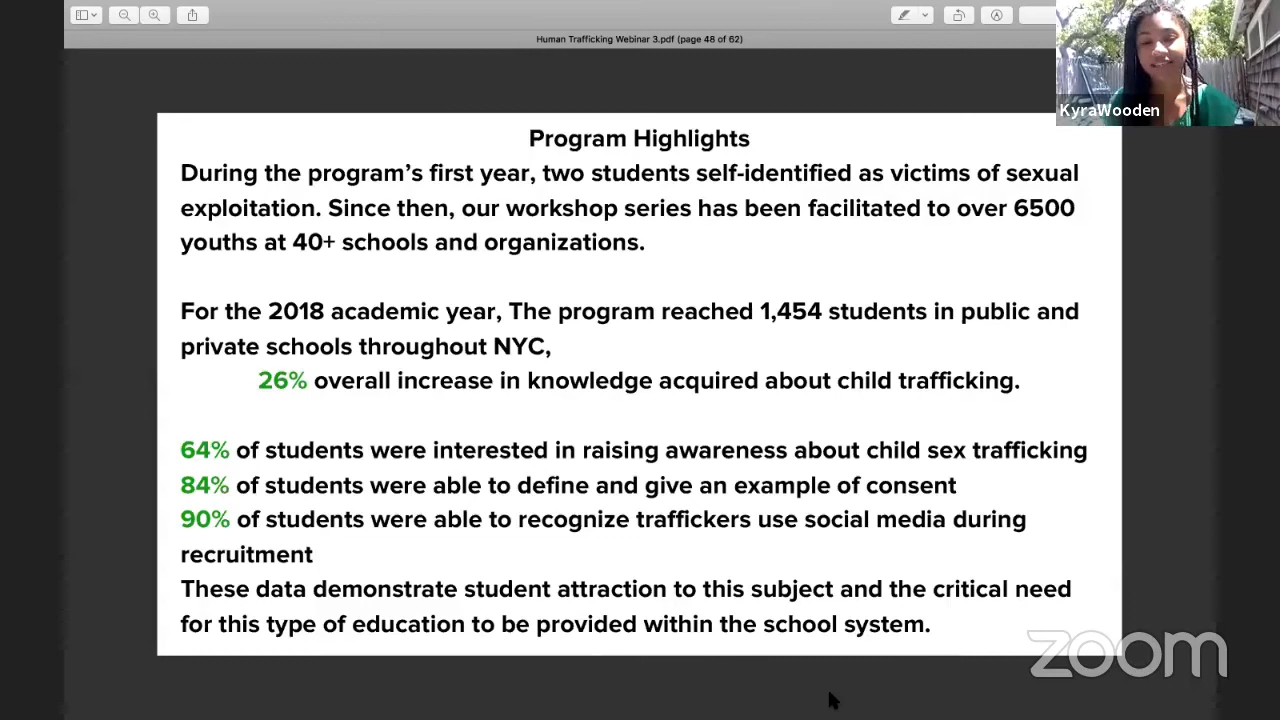 Human Trafficking Webinar 3.pdf (page 48 of 62)
KyraWooden
Program Highlights
During the program’s first year, two students self-identified as victims of sexual
exploitation. Since then, our workshop series has been facilitated to over 6500
youths at 40+ schools and organizations.
For the 2018 academic year, The program reached 1,454 students in public and
private schools throughout NYC,
26% overall increase in knowledge acquired about child trafficking.
64% of students were interested in raising awareness about child sex trafficking
84% of students were able to define and give an example of consent
90% of students were able to recognize traffickers use social media during
recruitment
These data demonstrate student attraction to this subject and the critical need
for this type of education to be provided within the school system.
zoom